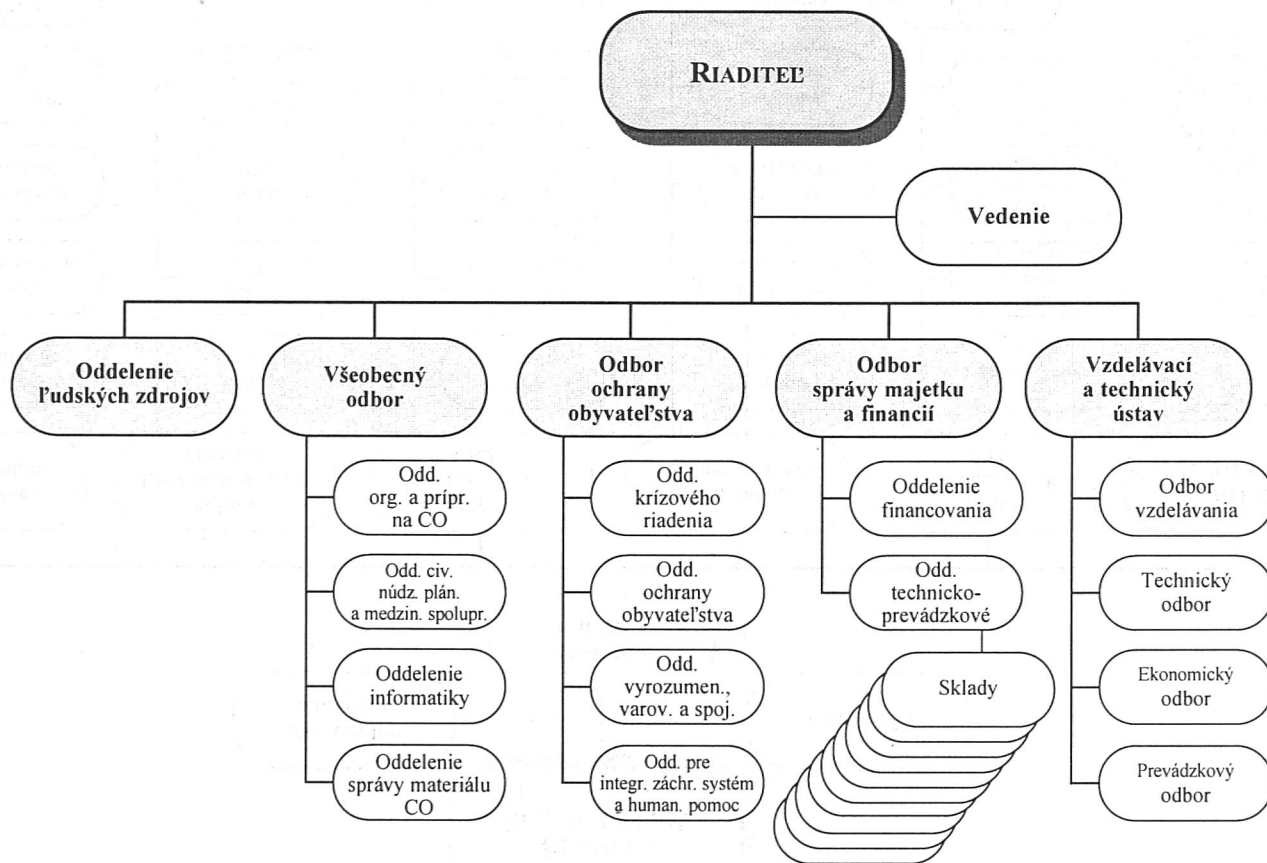 RIADITEĽ
Vedenie
Oddelenie
ľudských zdrojov
Všeobecný
odbor
Odbor
ochrany
obyvateľstva
Odbor
správy majetku
a financií
Vzdelávací
a technický
ústav
Odd.
org. a prípr.
na CO
Odd. civ.
núdz. plán.
a medzin. spolupr.
Oddelenie
informatiky
Oddelenie
správy materiálu
CO
Odd.
krízového
riadenia
Odd.
ochrany
obyvateľstva
Odd.
vyrozumen.,
varov. a spoj.
Odd. pre
integr. záchr. systém
a human. pomoc
Oddelenie
financovania
Odd.
technicko-
prevádzkové
Sklady
Odbor
vzdelávania
Technický
odbor
Ekonomický
odbor
Prevádzkový
odbor